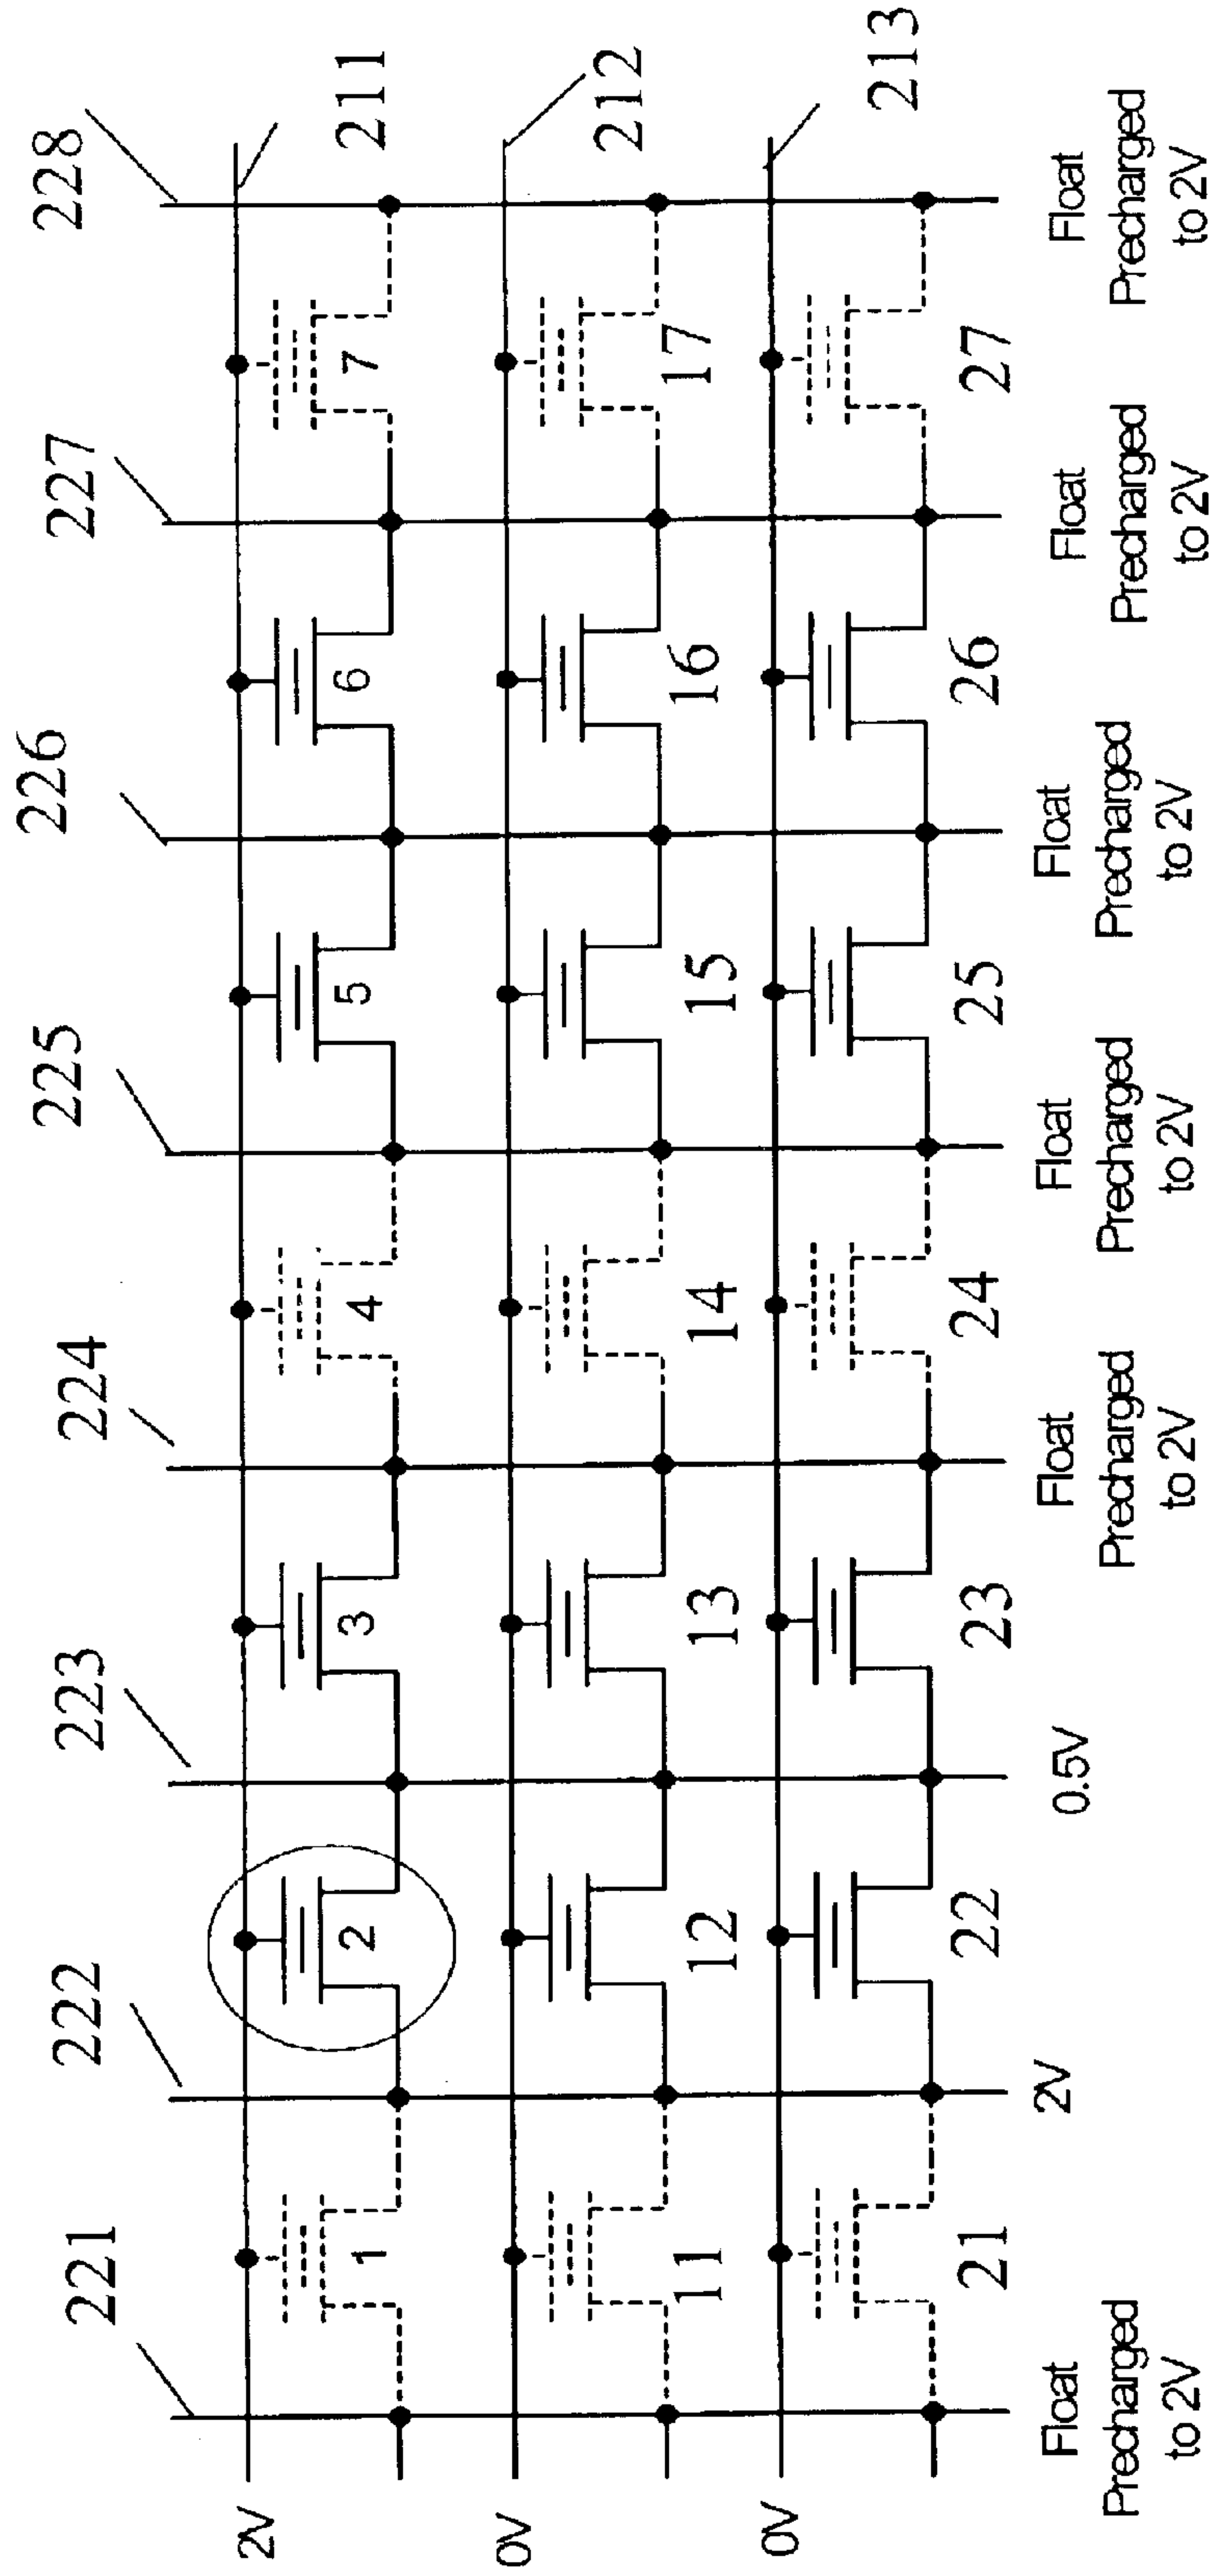 221 222 223 224 225 226 227 228
2V
1 2 3 4 5 6 7
211
0V
212
11 12 13 14 15 16 17
0V
213
21 22 23 24 25 26 27
Float 2V 0.5V Float Float Float Float Float
Precharged Precharged Precharged Precharged Precharged Precharged
to 2V to 2V to 2V to 2V to 2V to 2V